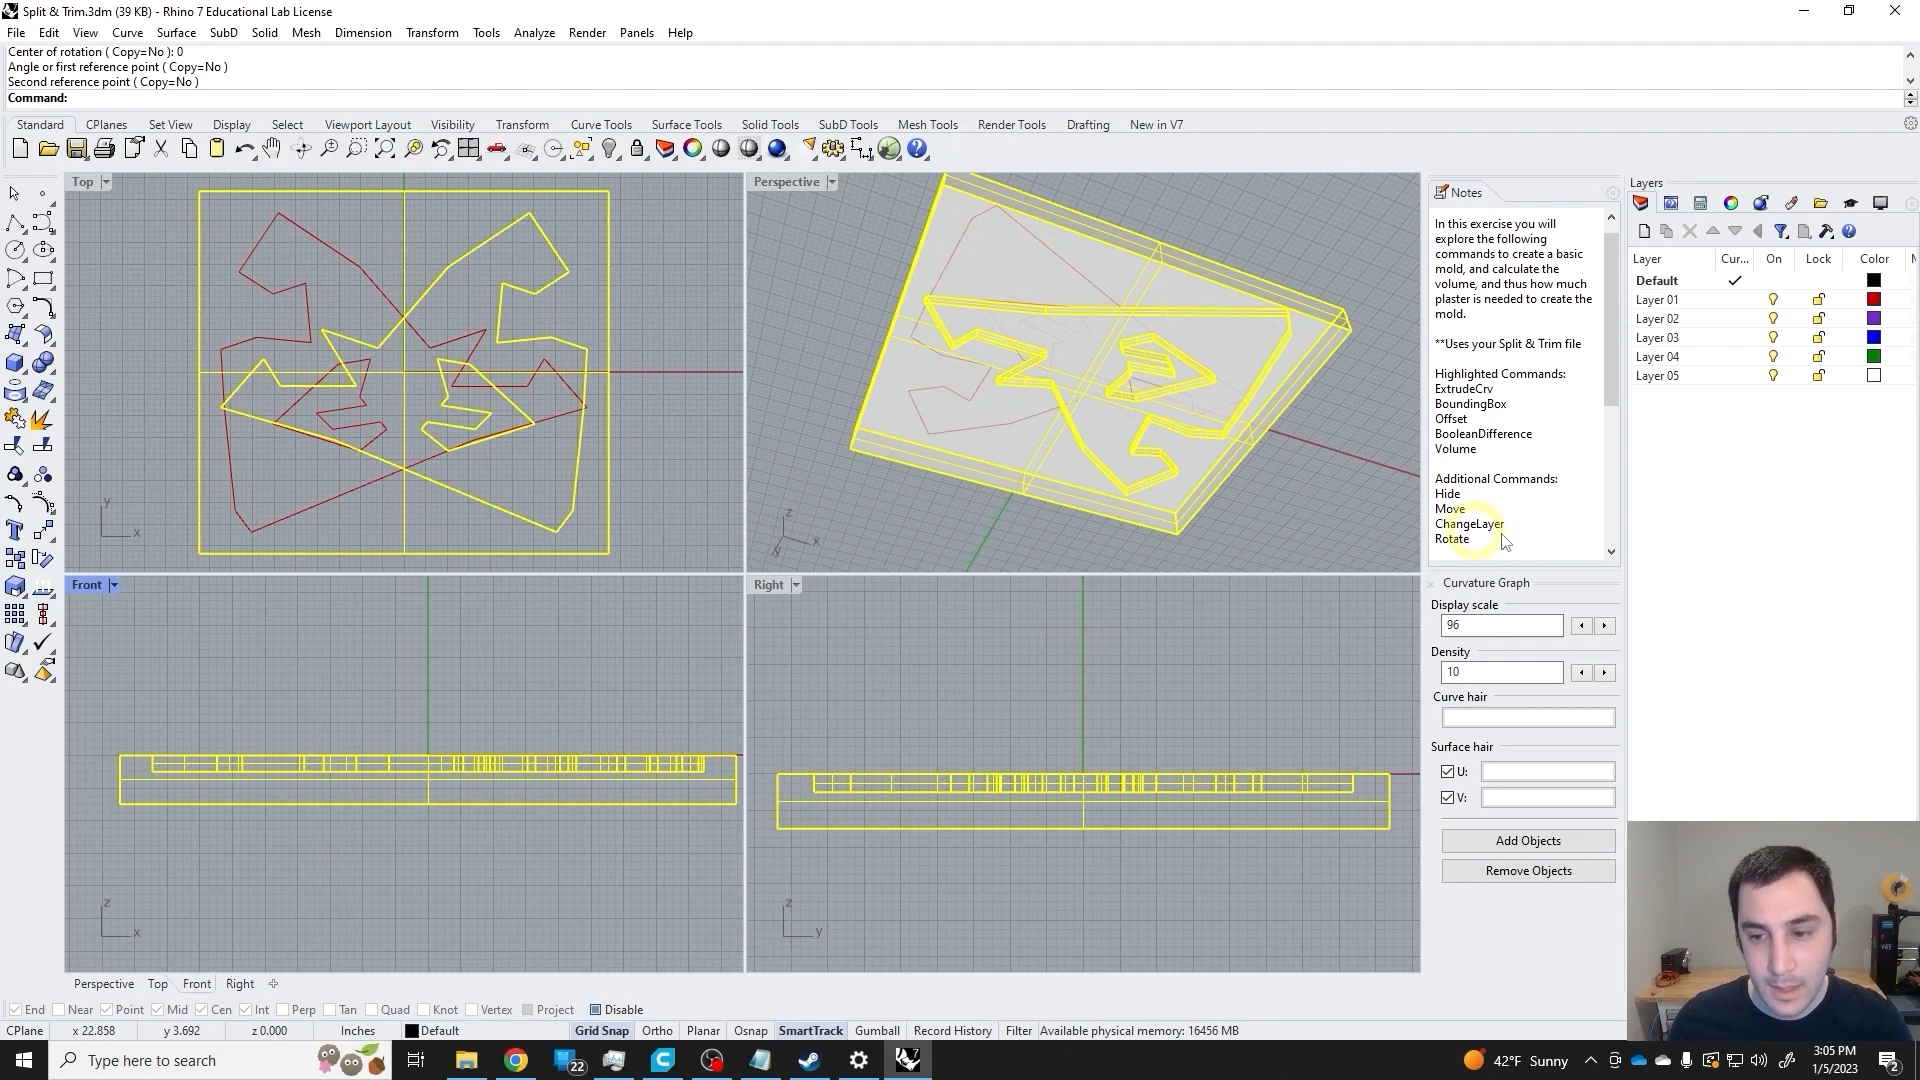 Split & Trim.3dm (39 KB) - Rhino 7 Educational Lab License
File Edit View Curve Surface SubD Solid Mesh Dimension Transform Tools Analyze Render Panels Help
Center of rotation ( Copy=No ): 0
Angle or first reference point ( Copy=No )
Second reference point ( Copy=No )
Command:
Standard CPlanes Set View Display Select Viewport Layout Visibility Transform Curve Tools Surface Tools Solid Tools SubD Tools Mesh Tools Render Tools Drafting New in V7
Top
y
x
Perspective
z
x
y
Front
z
x
Right
z
y
Notes
In this exercise you will
explore the following
commands to create a basic
mold, and calculate the
volume, and thus how much
plaster is needed to create the
mold.
**Uses your Split & Trim file
Highlighted Commands:
ExtrudeCrv
BoundingBox
Offset
BooleanDifference
Volume
Additional Commands:
Hide
Move
ChangeLayer
Rotate
Curvature Graph
Display scale
96
Density
10
Curve hair
Surface hair
U:
V:
Add Objects
Remove Objects
Layers
Layer Cur... On Lock Color
Default
Layer 01
Layer 02
Layer 03
Layer 04
Layer 05
Perspective Top Front Right
End Near Point Mid Cen Int Perp Tan Quad Knot Vertex Project Disable
CPlane x 22.858 y 3.692 z 0.000 Inches Default Grid Snap Ortho Planar Osnap SmartTrack Gumball Record History Filter Available physical memory: 16456 MB
Type here to search
22
42°F Sunny
3:05 PM
1/5/2023
2